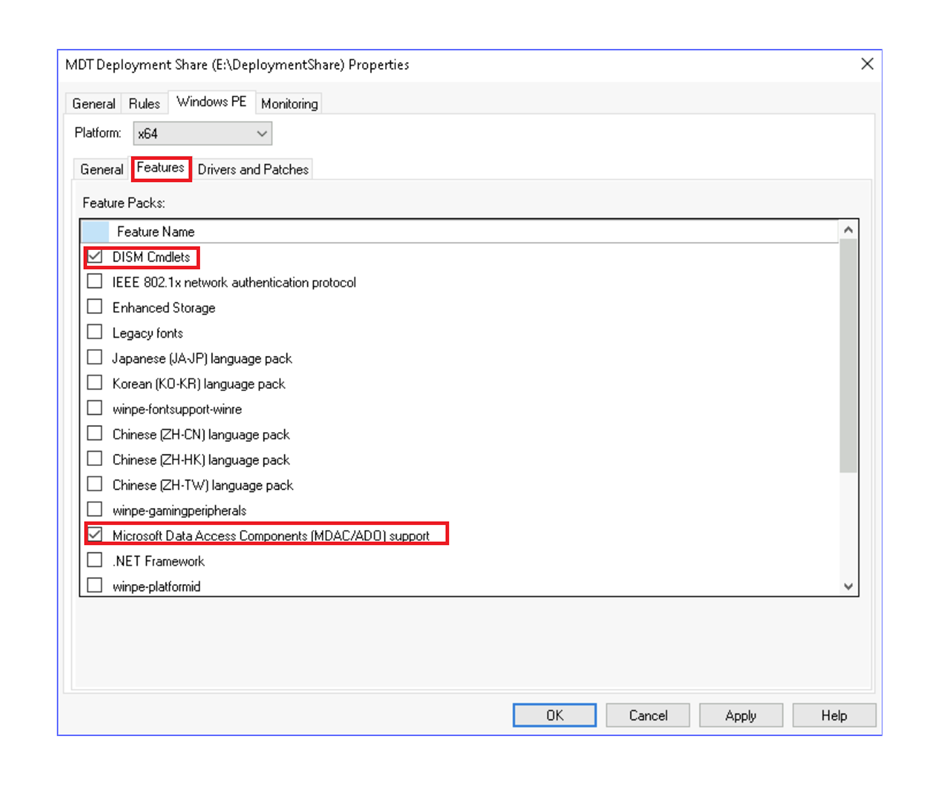 MDT Deployment Share (E:\DeploymentShare) Properties
General Rules Windows PE Monitoring
Platform: x64
General Features Drivers and Patches
Feature Packs:
Feature Name
DISM Cmdlets
IEEE 802.1x network authentication protocol
Enhanced Storage
Legacy fonts
Japanese (JA-JP) language pack
Korean (KO-KR) language pack
winpe-fontsupport-winre
Chinese (ZH-CN) language pack
Chinese (ZH-HK) language pack
Chinese (ZH-TW) language pack
winpe-gamingperipherals
Microsoft Data Access Components (MDAC/ADO) support
.NET Framework
winpe-platformid
OK Cancel Apply Help